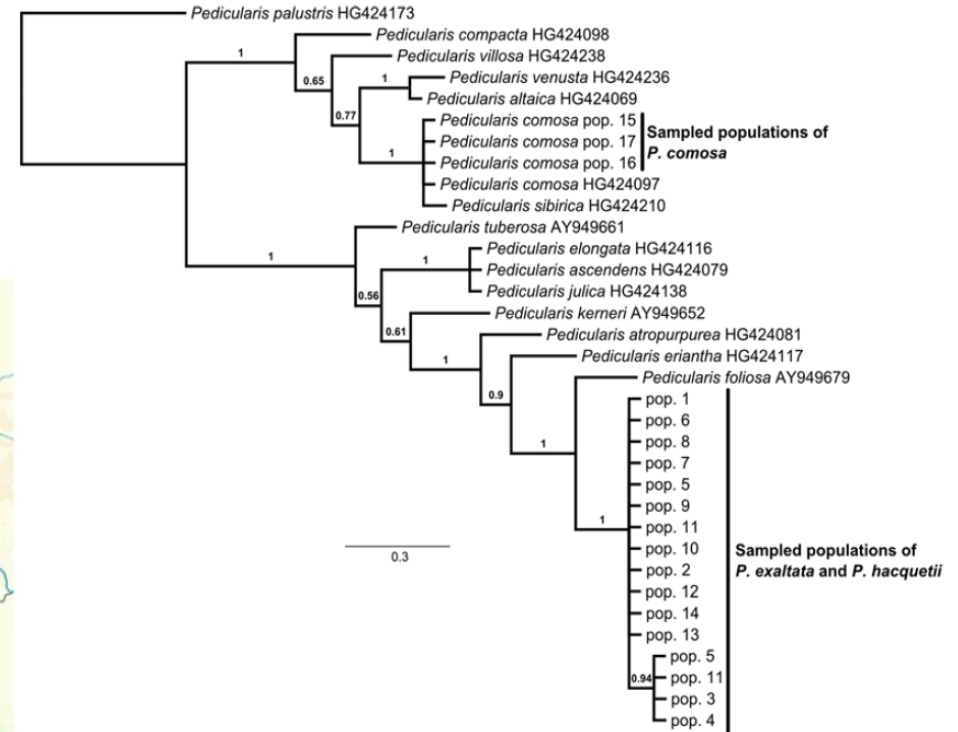 Pedicularis palustris HG424173
Pedicularis compacta HG424098
1
Pedicularis villosa HG424238
0.65
Pedicularis venusta HG424236
1
Pedicularis altaica HG424069
0.77
Pedicularis comosa pop. 15
Pedicularis comosa pop. 17
Sampled populations of
P. comosa
1
Pedicularis comosa pop. 16
Pedicularis comosa HG424097
Pedicularis sibirica HG424210
Pedicularis tuberosa AY949661
1
Pedicularis elongata HG424116
1
Pedicularis ascendens HG424079
Pedicularis julica HG424138
0.56
Pedicularis kerneri AY949652
0.61
Pedicularis atropurpurea HG424081
1
Pedicularis eriantha HG424117
Pedicularis foliosa AY949679
0.9
pop. 1
pop. 6
pop. 8
1
pop. 7
pop. 5
pop. 9
1
pop. 11
pop. 10
0.3
Sampled populations of
P. exaltata and P. hacquetii
pop. 2
pop. 12
pop. 14
pop. 13
pop. 5
0.94
pop. 11
pop. 3
pop. 4